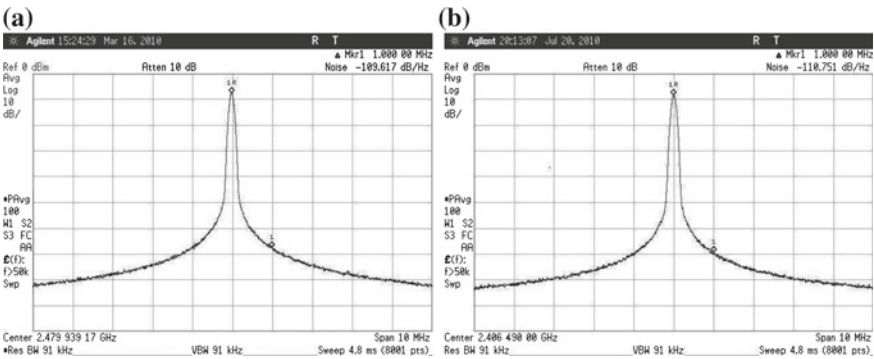 (a)
Agilent 15:24:29 Mar 16, 2010 R T
Mkr1 1.000 00 MHz
Ref 0 dBm Atten 10 dB Noise -109.617 dB/Hz
Avg
Log
10
dB/
1R
1
#PAvg
100
W1 S2
S3 FC
AA
£(f):
f>50k
Swp
Center 2.479 939 17 GHz Span 10 MHz
#Res BW 91 kHz VBW 91 kHz Sweep 4.8 ms (8001 pts)
(b)
Agilent 20:13:07 Jul 20, 2010 R T
Mkr1 1.000 00 MHz
Ref 0 dBm Atten 10 dB Noise -110.751 dB/Hz
Avg
Log
10
dB/
1R
1
#PAvg
100
W1 S2
S3 FC
AA
£(f):
f>50k
Swp
Center 2.406 490 00 GHz Span 10 MHz
#Res BW 91 kHz VBW 91 kHz Sweep 4.8 ms (8001 pts)